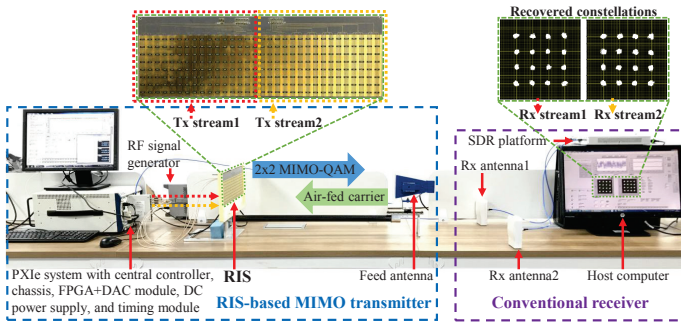 Recovered constellations
Tx stream1
Tx stream2
Rx stream1
Rx stream2
RF signal
generator
2x2 MIMO-QAM
Air-fed carrier
SDR platform
Rx antenna1
PXIe system with central controller,
chassis, FPGA+DAC module, DC
power supply, and timing module
RIS
Feed antenna
Rx antenna2
Host computer
RIS-based MIMO transmitter
Conventional receiver